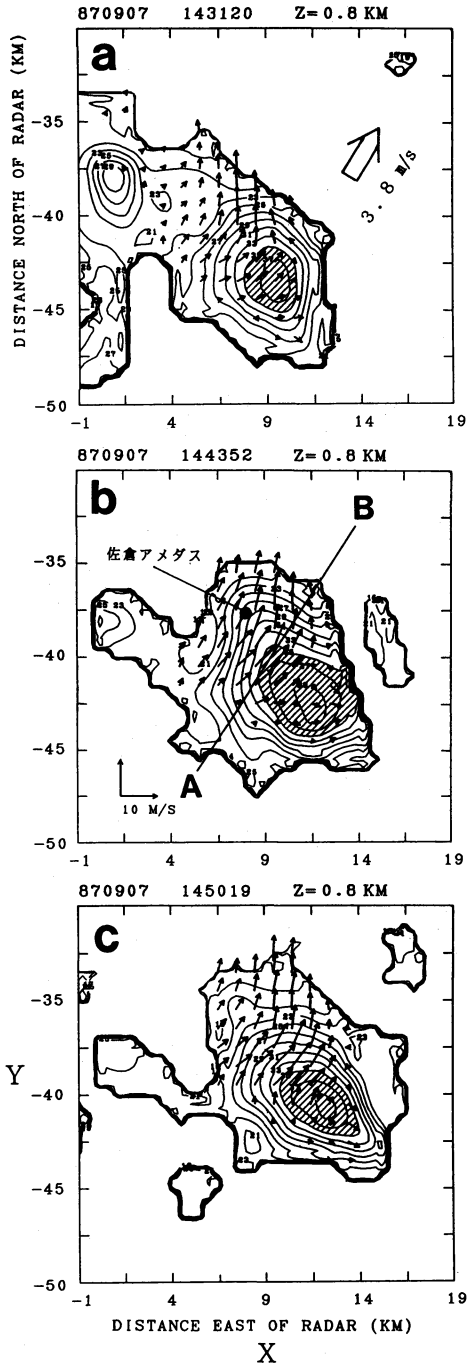 870907 143120 Z= 0.8 KM
a
3.8 m/s
-35
-40
-45
-50
-1 4 9 14 19
DISTANCE NORTH OF RADAR (KM)
870907 144352 Z= 0.8 KM
b
B
佐倉アメダス
A
10 M/S
-35
-40
-45
-50
-1 4 9 14 19
870907 145019 Z= 0.8 KM
c
Y
-35
-40
-45
-50
-1 4 9 14 19
DISTANCE EAST OF RADAR (KM)
X